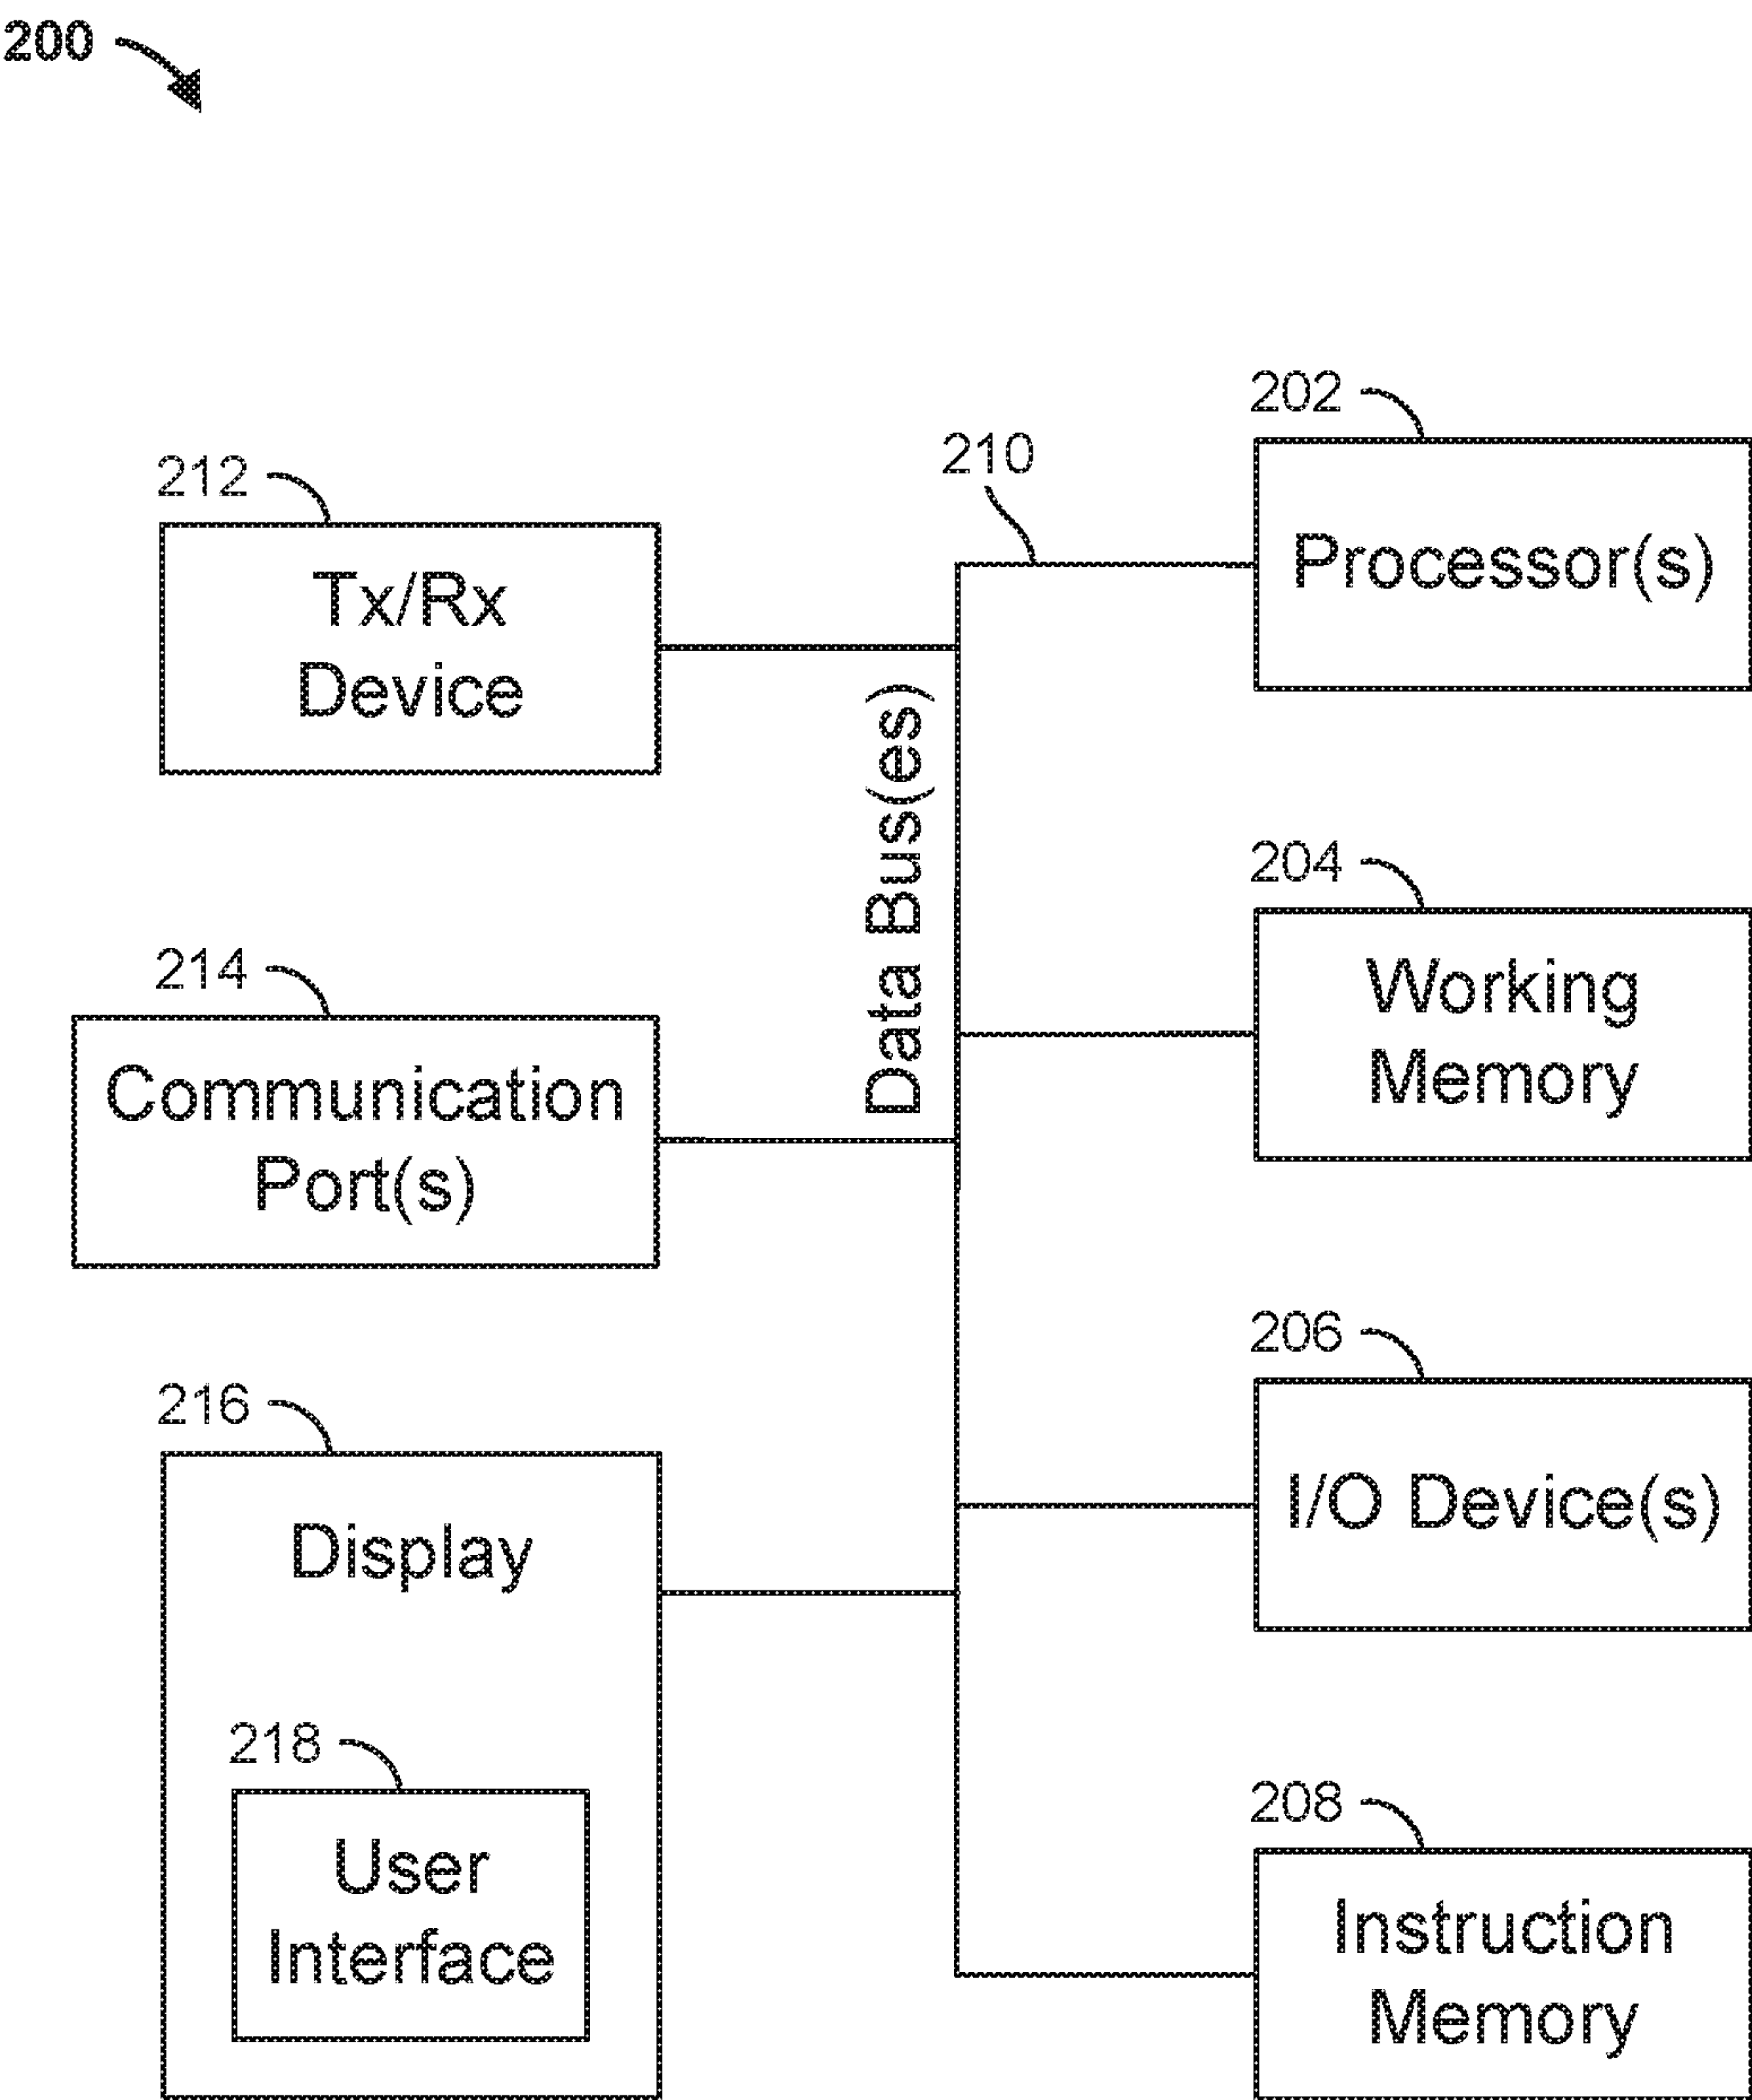 200
202
210
212
Processor(s)
Tx/Rx
Device
Data Bus(es)
204
214
Working
Memory
Communication
Port(s)
206
216
I/O Device(s)
Display
218
208
User
Interface
Instruction
Memory